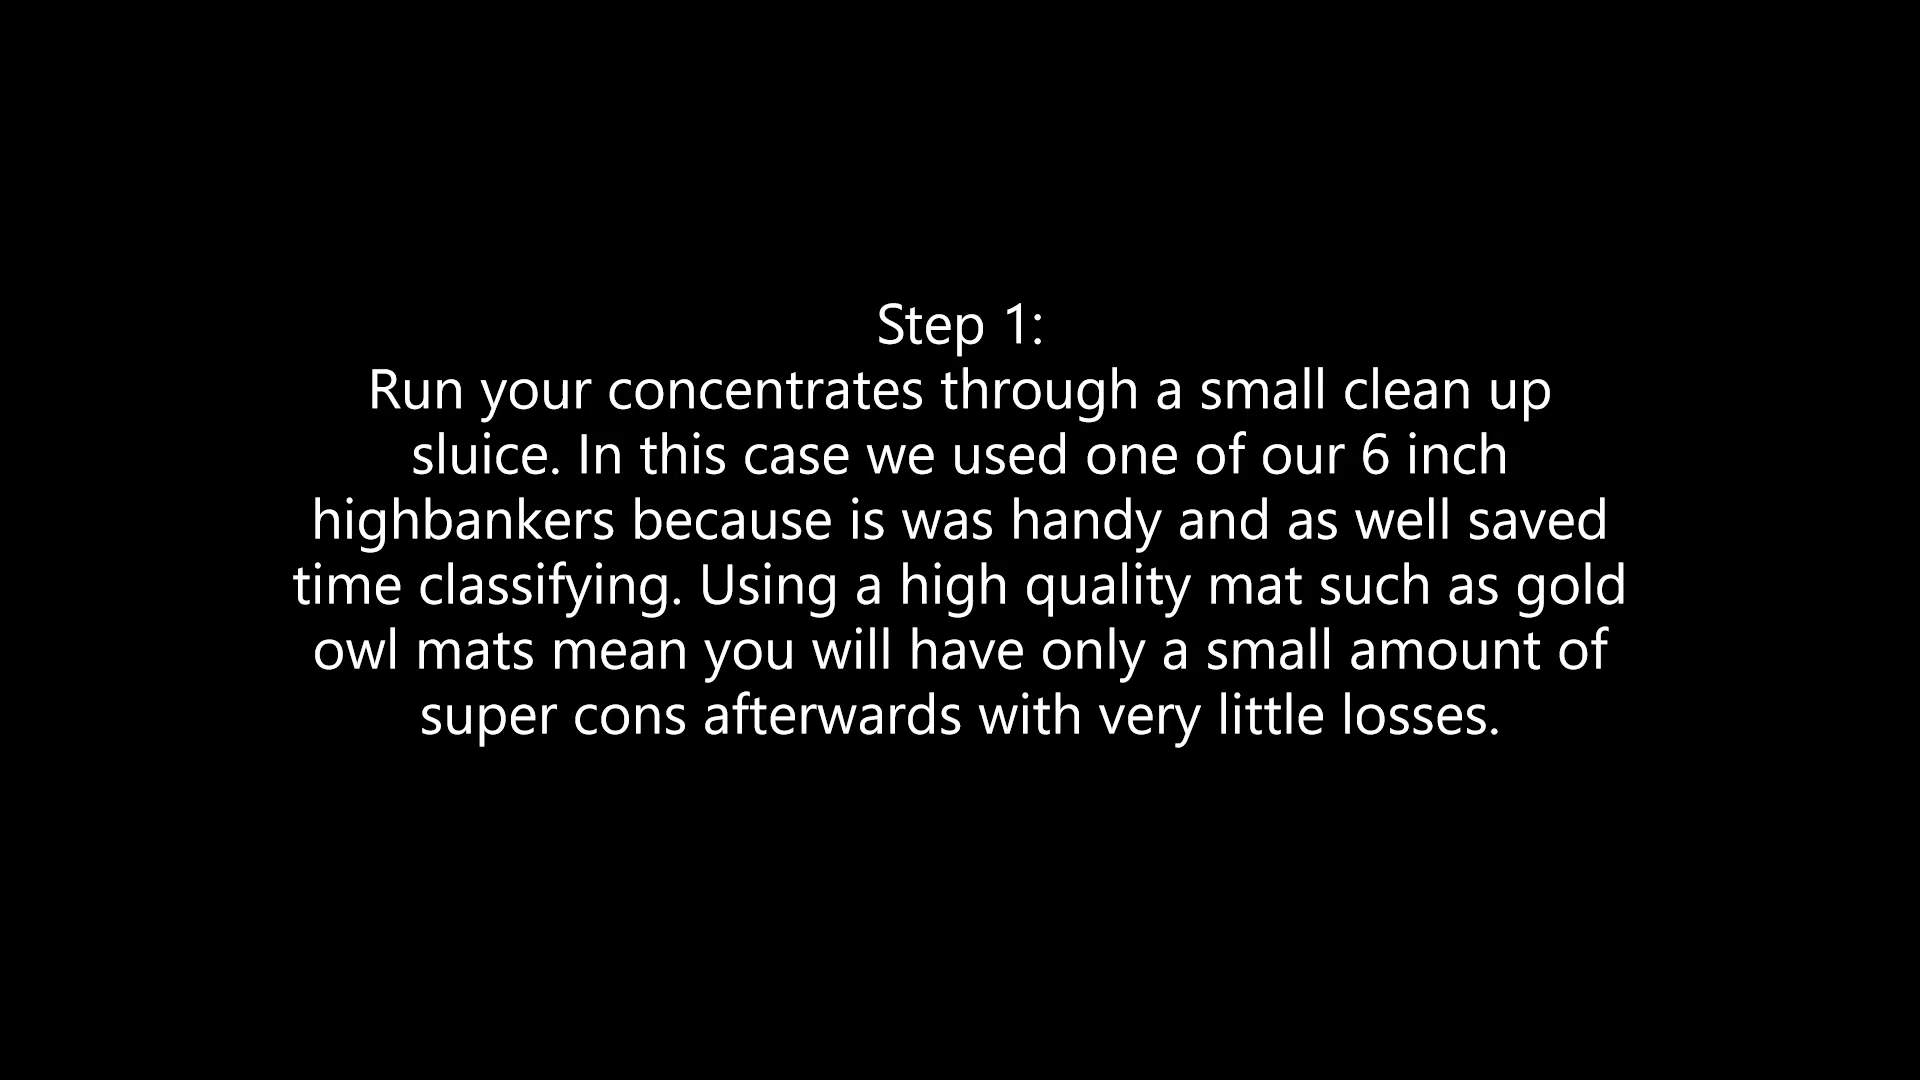 Step 1:
Run your concentrates through a small clean up
sluice. In this case we used one of our 6 inch
highbankers because is was handy and as well saved
time classifying. Using a high quality mat such as gold
owl mats mean you will have only a small amount of
super cons afterwards with very little losses.